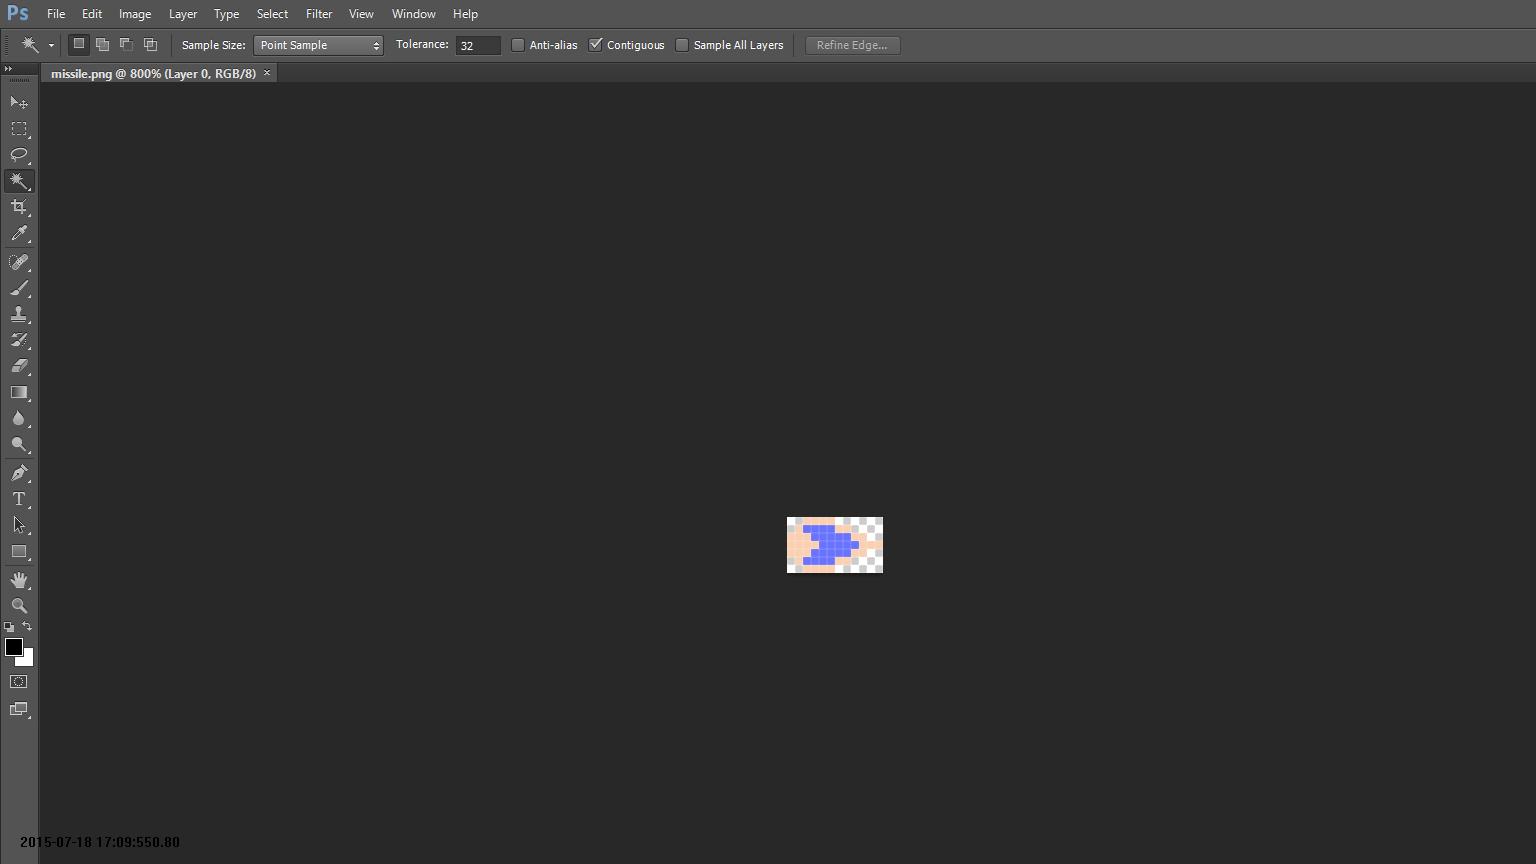 Ps File Edit Image Layer Type Select Filter View Window Help
Sample Size: Point Sample Tolerance: 32 Anti-alias Contiguous Sample All Layers Refine Edge...
missile.png @ 800% (Layer 0, RGB/8) ×
T
2015-07-18 17:09:550.80